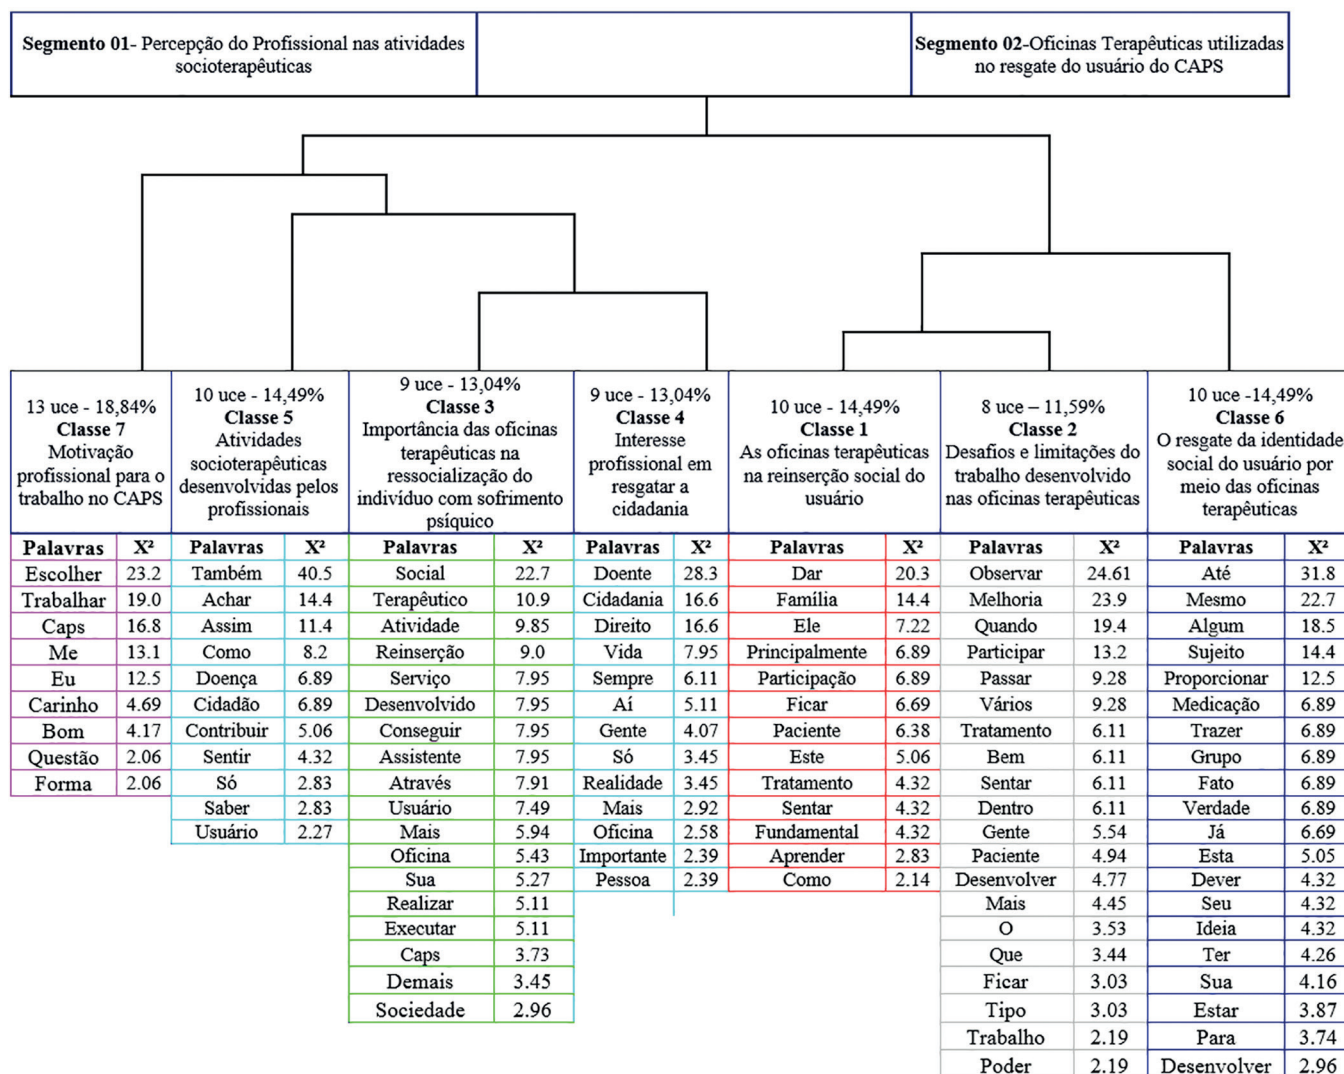 Segmento 01- Percepção do Profissional nas atividades
socioterapêuticas
Segmento 02-Oficinas Terapêuticas utilizadas
no resgate do usuário do CAPS
13 uce - 18,84%
Classe 7
Motivação
profissional para o
trabalho no CAPS
Palavras X²
Escolher 23.2
Trabalhar 19.0
Caps 16.8
Me 13.1
Eu 12.5
Carinho 4.69
Bom 4.17
Questão 2.06
Forma 2.06
10 uce - 14,49%
Classe 5
Atividades
socioterapêuticas
desenvolvidas pelos
profissionais
Palavras X²
Também 40.5
Achar 14.4
Assim 11.4
Como 8.2
Doença 6.89
Cidadão 6.89
Contribuir 5.06
Sentir 4.32
Só 2.83
Saber 2.83
Usuário 2.27
9 uce - 13,04%
Classe 3
Importância das oficinas
terapêuticas na
ressocialização do
indivíduo com sofrimento
psíquico
Palavras X²
Social 22.7
Terapêutico 10.9
Atividade 9.85
Reinserção 9.0
Serviço 7.95
Desenvolvido 7.95
Conseguir 7.95
Assistente 7.95
Através 7.91
Usuário 7.49
Mais 5.94
Oficina 5.43
Sua 5.27
Realizar 5.11
Executar 5.11
Caps 3.73
Demais 3.45
Sociedade 2.96
9 uce - 13,04%
Classe 4
Interesse
profissional em
resgatar a
cidadania
Palavras X²
Doente 28.3
Cidadania 16.6
Direito 16.6
Vida 7.95
Sempre 6.11
Aí 5.11
Gente 4.07
Só 3.45
Realidade 3.45
Mais 2.92
Oficina 2.58
Importante 2.39
Pessoa 2.39
10 uce - 14,49%
Classe 1
As oficinas terapêuticas
na reinserção social do
usuário
Palavras X²
Dar 20.3
Família 14.4
Ele 7.22
Principalmente 6.89
Participação 6.89
Ficar 6.69
Paciente 6.38
Este 5.06
Tratamento 4.32
Sentar 4.32
Fundamental 4.32
Aprender 2.83
Como 2.14
8 uce – 11,59%
Classe 2
Desafios e limitações do
trabalho desenvolvido
nas oficinas terapêuticas
Palavras X²
Observar 24.61
Melhoria 23.9
Quando 19.4
Participar 13.2
Passar 9.28
Vários 9.28
Tratamento 6.11
Bem 6.11
Sentar 6.11
Dentro 6.11
Gente 5.54
Paciente 4.94
Desenvolver 4.77
Mais 4.45
O 3.53
Que 3.44
Ficar 3.03
Tipo 3.03
Trabalho 2.19
Poder 2.19
10 uce -14,49%
Classe 6
O resgate da identidade
social do usuário por
meio das oficinas
terapêuticas
Palavras X²
Até 31.8
Mesmo 22.7
Algum 18.5
Sujeito 14.4
Proporcionar 12.5
Medicação 6.89
Trazer 6.89
Grupo 6.89
Fato 6.89
Verdade 6.89
Já 6.69
Esta 5.05
Dever 4.32
Seu 4.32
Ideia 4.32
Ter 4.26
Sua 4.16
Estar 3.87
Para 3.74
Desenvolver 2.96